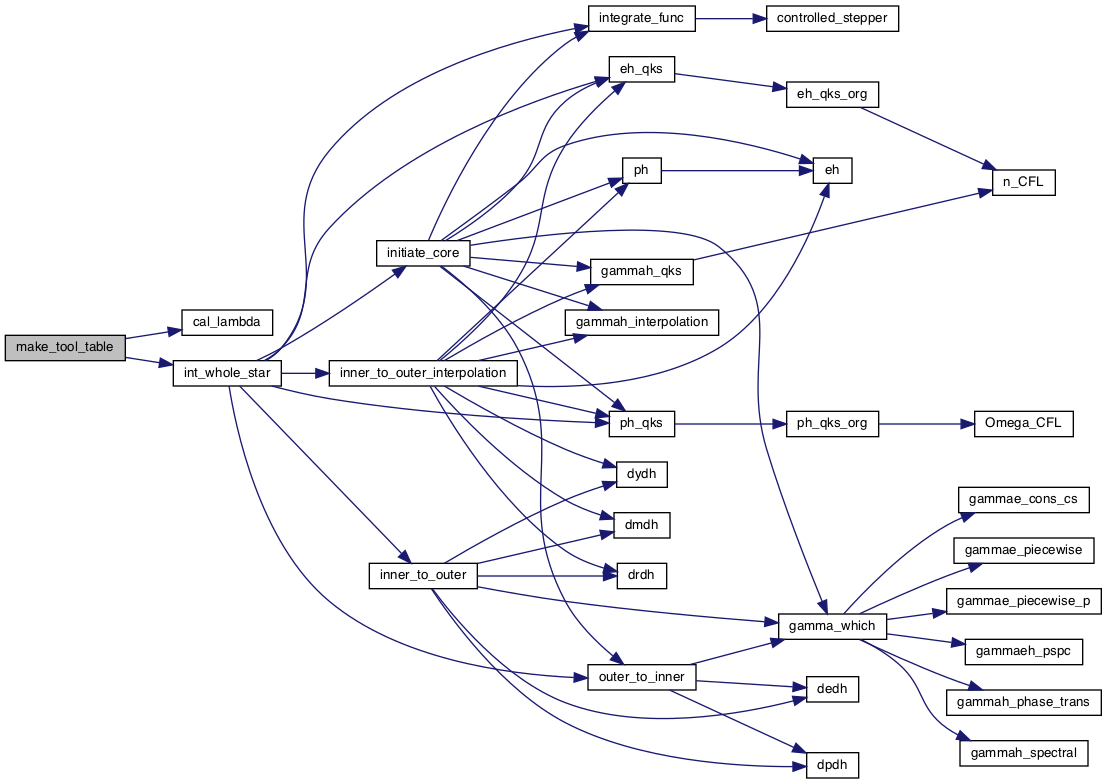 make_tool_table
cal_lambda
int_whole_star
initiate_core
inner_to_outer_interpolation
inner_to_outer
integrate_func
eh_qks
ph
gammah_qks
gammah_interpolation
ph_qks
dydh
dmdh
drdh
outer_to_inner
controlled_stepper
eh_qks_org
eh
ph_qks_org
gamma_which
dedh
dpdh
n_CFL
Omega_CFL
gammae_cons_cs
gammae_piecewise
gammae_piecewise_p
gammaeh_pspc
gammah_phase_trans
gammah_spectral